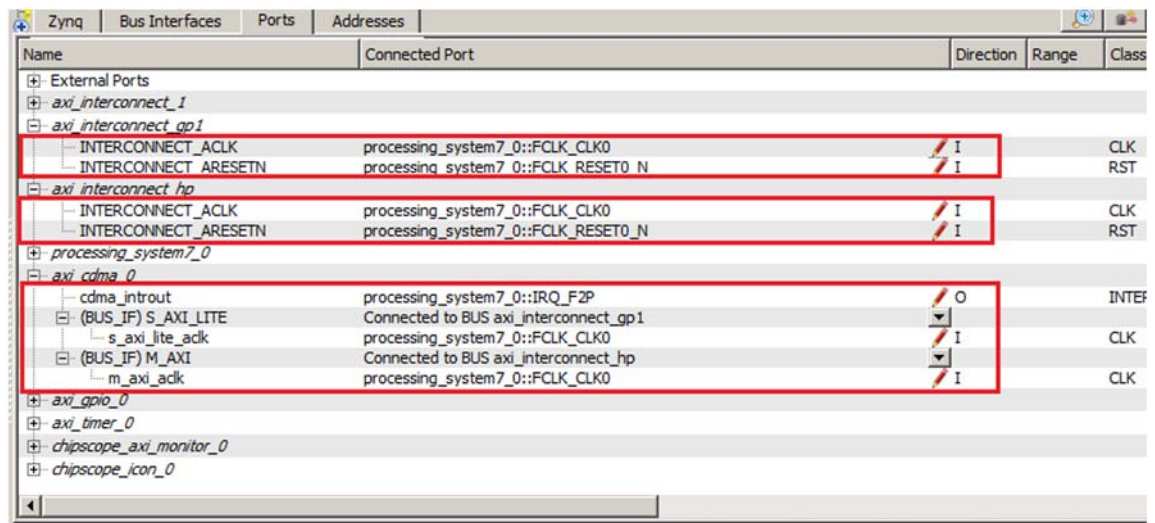 Zynq Bus Interfaces Ports Addresses
Name Connected Port Direction Range Class
External Ports
axi_interconnect_1
axi_interconnect_gp1
INTERCONNECT_ACLK processing_system7_0::FCLK_CLK0 I CLK
INTERCONNECT_ARESETN processing_system7_0::FCLK_RESET0_N I RST
axi_interconnect_hp
INTERCONNECT_ACLK processing_system7_0::FCLK_CLK0 I CLK
INTERCONNECT_ARESETN processing_system7_0::FCLK_RESET0_N I RST
processing_system7_0
axi_cdma_0
cdma_introut processing_system7_0::IRQ_F2P O INTER
(BUS_IF) S_AXI_LITE Connected to BUS axi_interconnect_gp1
s_axi_lite_aclk processing_system7_0::FCLK_CLK0 I CLK
(BUS_IF) M_AXI Connected to BUS axi_interconnect_hp
m_axi_aclk processing_system7_0::FCLK_CLK0 I CLK
axi_gpio_0
axi_timer_0
chipscope_axi_monitor_0
chipscope_icon_0